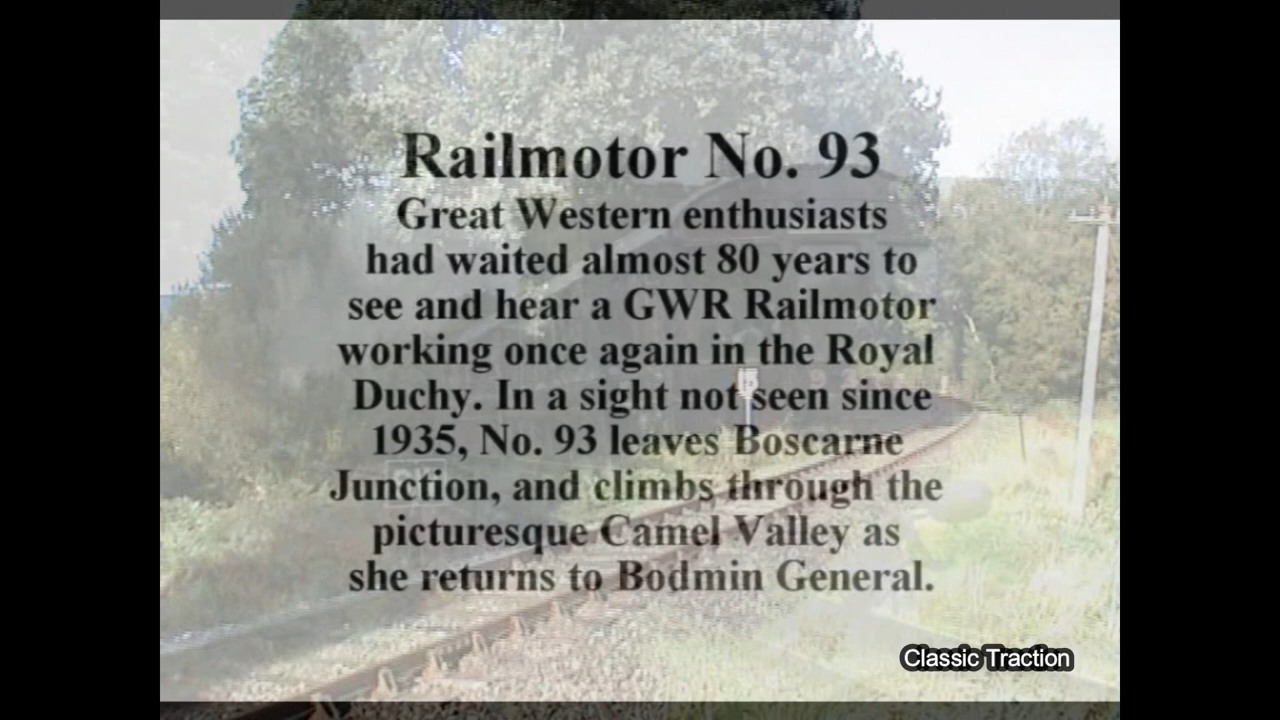 Railmotor No. 93
Great Western enthusiasts
had waited almost 80 years to
see and hear a GWR Railmotor
working once again in the Royal
Duchy. In a sight not seen since
1935, No. 93 leaves Boscarne
Junction, and climbs through the
picturesque Camel Valley as
she returns to Bodmin General.
Classic Traction